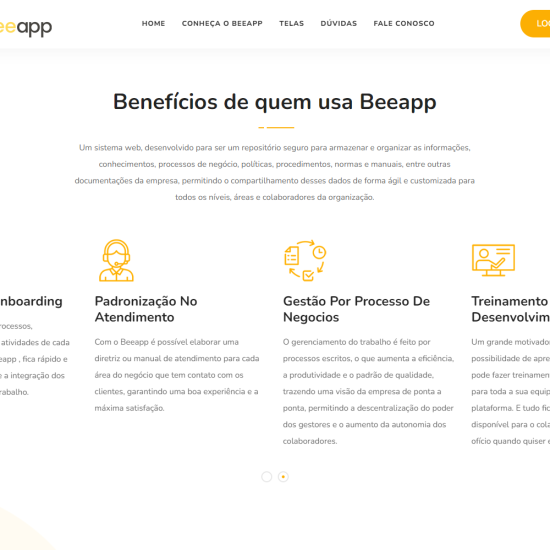 eeapp
HOME CONHEÇA O BEEAPP TELAS DÚVIDAS FALE CONOSCO
LO
Benefícios de quem usa Beeapp
Um sistema web, desenvolvido para ser um repositório seguro para armazenar e organizar as informações,
conhecimentos, processos de negócio, políticas, procedimentos, normas e manuais, entre outras
documentações da empresa, permitindo o compartilhamento desses dados de forma ágil e customizada para
todos os níveis, áreas e colaboradores da organização.
nboarding
rocessos,
atividades de cada
eapp , fica rápido e
e a integração dos
rabalho.
Padronização No
Atendimento
Com o Beeapp é possível elaborar uma
diretriz ou manual de atendimento para cada
área do negócio que tem contato com os
clientes, garantindo uma boa experiência e a
máxima satisfação.
Gestão Por Processo De
Negocios
O gerenciamento do trabalho é feito por
processos escritos, o que aumenta a eficiência,
a produtividade e o padrão de qualidade,
trazendo uma visão da empresa de ponta a
ponta, permitindo a descentralização do poder
dos gestores e o aumento da autonomia dos
colaboradores.
Treinamento
Desenvolvim
Um grande motivador
possibilidade de apre
pode fazer treinamen
para toda a sua equip
plataforma. E tudo fic
disponível para o cola
ofício quando quiser e